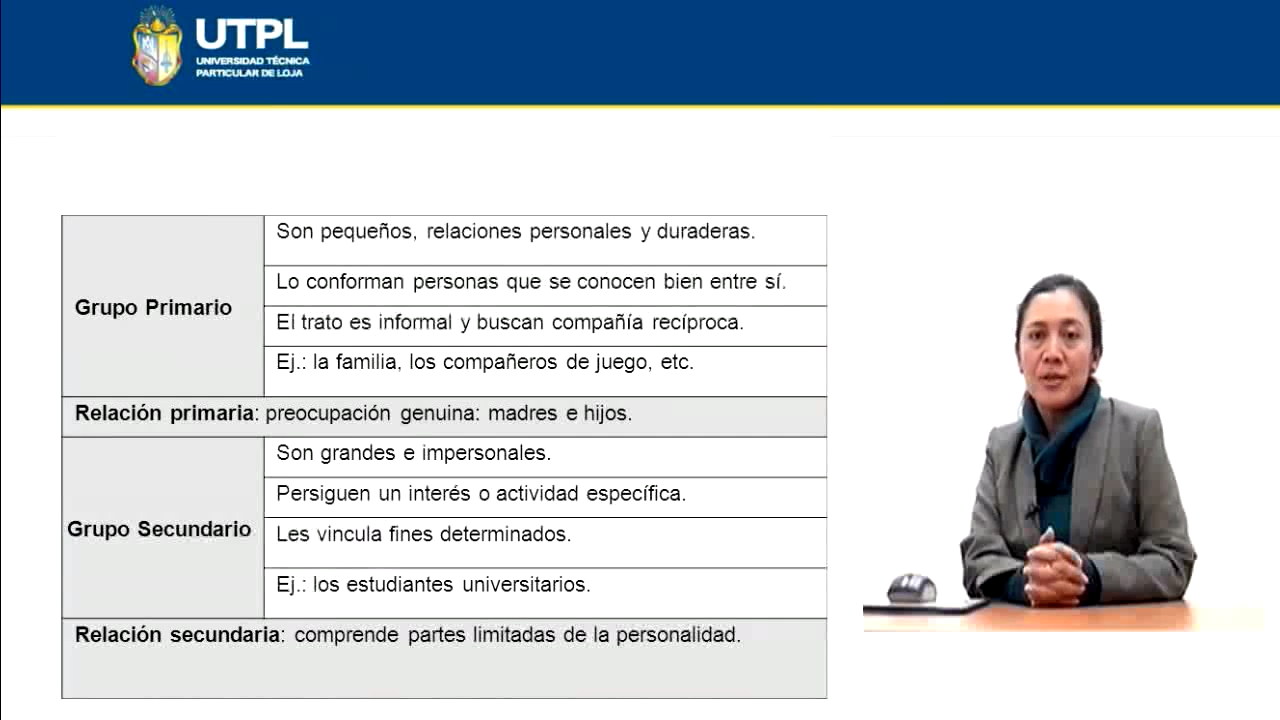 UTPL
UNIVERSIDAD TÉCNICA
PARTICULAR DE LOJA
Grupo Primario
Son pequeños, relaciones personales y duraderas.
Lo conforman personas que se conocen bien entre sí.
El trato es informal y buscan compañía recíproca.
Ej.: la familia, los compañeros de juego, etc.
Relación primaria: preocupación genuina: madres e hijos.
Grupo Secundario
Son grandes e impersonales.
Persiguen un interés o actividad específica.
Les vincula fines determinados.
Ej.: los estudiantes universitarios.
Relación secundaria: comprende partes limitadas de la personalidad.